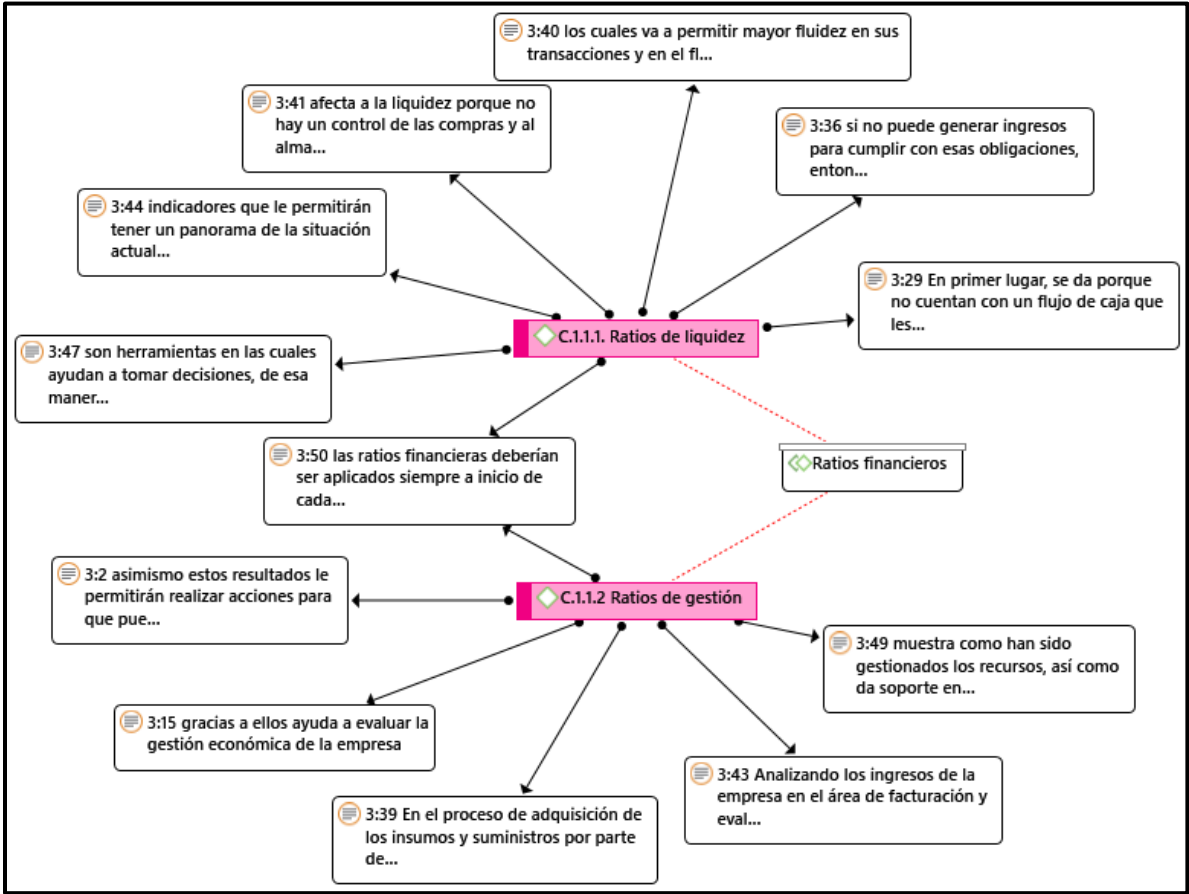 3:40 los cuales va a permitir mayor fluidez en sus
transacciones y en el fl...
3:41 afecta a la liquidez porque no
hay un control de las compras y al
alma...
3:36 si no puede generar ingresos
para cumplir con esas obligaciones,
enton...
3:44 indicadores que le permitirán
tener un panorama de la situación
actual...
3:29 En primer lugar, se da porque
no cuentan con un flujo de caja que
les...
C.1.1.1. Ratios de liquidez
3:47 son herramientas en las cuales
ayudan a tomar decisiones, de esa
maner...
3:50 las ratios financieras deberían
ser aplicados siempre a inicio de
cada...
Ratios financieros
3:2 asimismo estos resultados le
permitirán realizar acciones para
que pue...
C.1.1.2 Ratios de gestión
3:49 muestra como han sido
gestionados los recursos, así como
da soporte en...
3:15 gracias a ellos ayuda a evaluar la
gestión económica de la empresa
3:43 Analizando los ingresos de la
empresa en el área de facturación y
eval...
3:39 En el proceso de adquisición de
los insumos y suministros por parte
de...